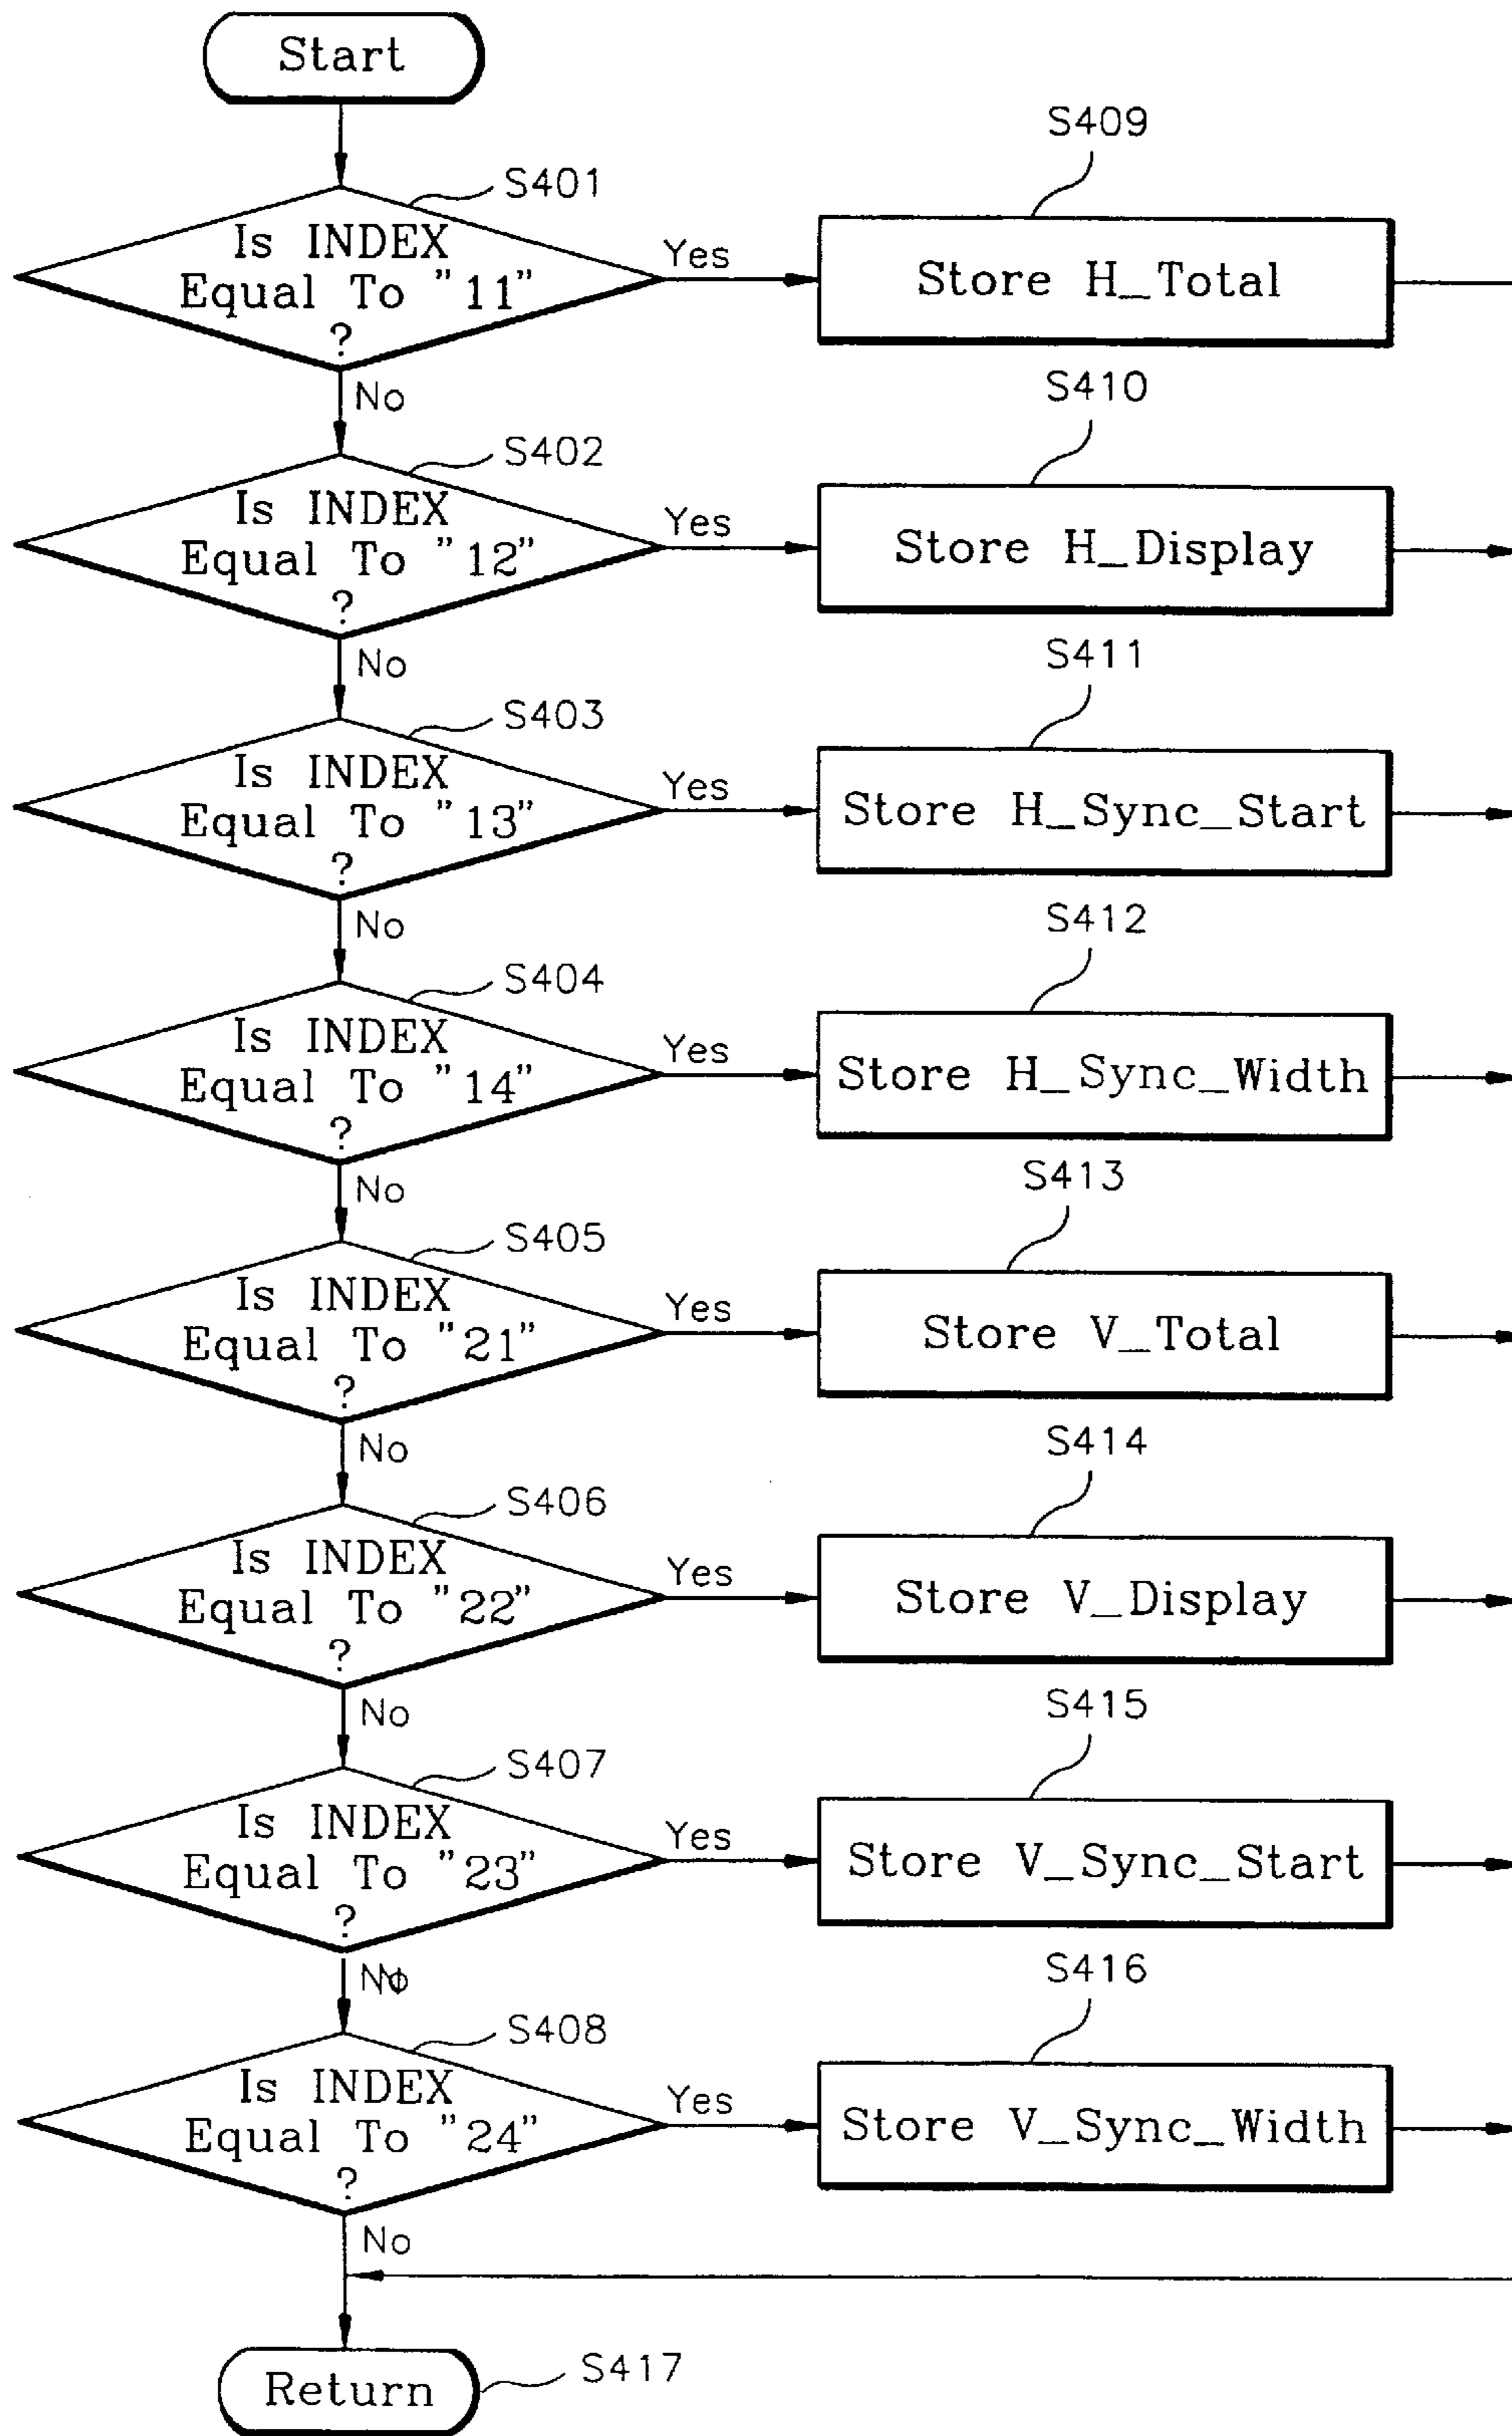 Start
S401
S409
Is INDEX
Equal To "11"
?
Yes
Store H_Total
No
S402
S410
Is INDEX
Equal To "12"
?
Yes
Store H_Display
No
S403
S411
Is INDEX
Equal To "13"
?
Yes
Store H_Sync_Start
No
S404
S412
Is INDEX
Equal To "14"
?
Yes
Store H_Sync_Width
No
S405
S413
Is INDEX
Equal To "21"
?
Yes
Store V_Total
No
S406
S414
Is INDEX
Equal To "22"
?
Yes
Store V_Display
No
S407
S415
Is INDEX
Equal To "23"
?
Yes
Store V_Sync_Start
No
S408
S416
Is INDEX
Equal To "24"
?
Yes
Store V_Sync_Width
No
Return
S417